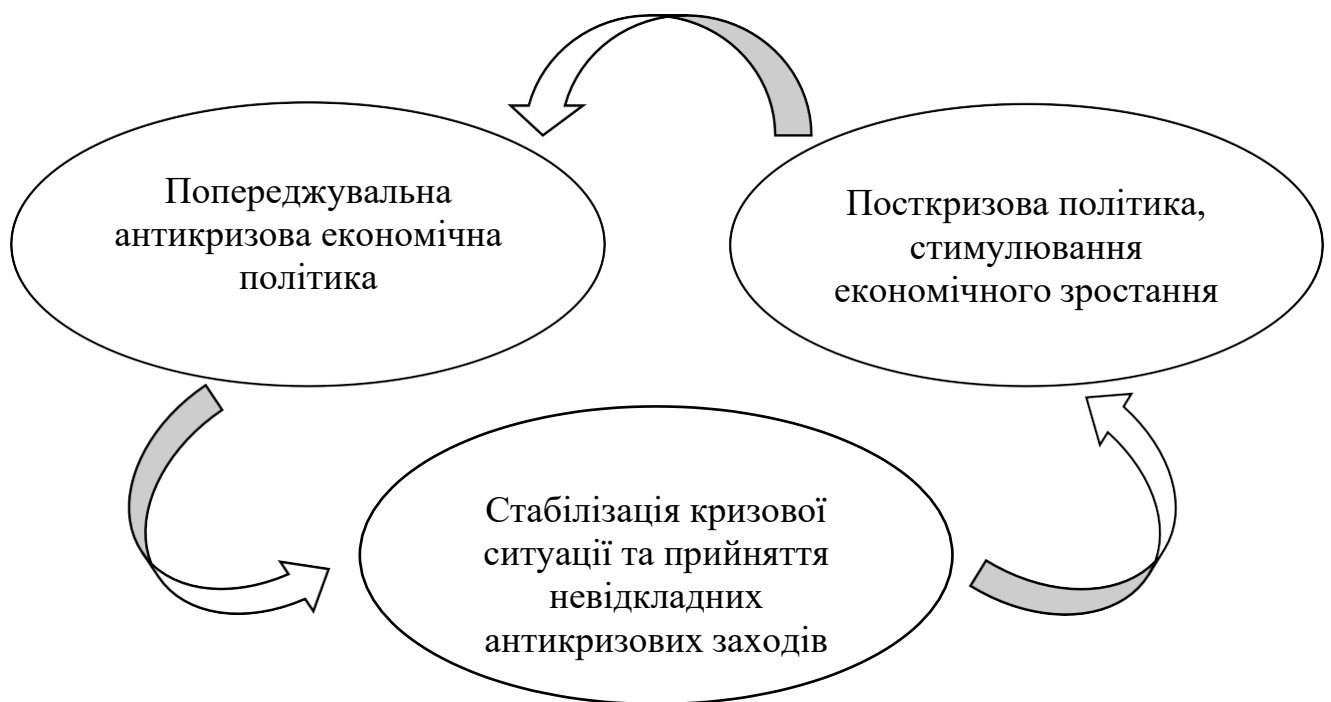 Попереджувальна
антикризова економічна
політика
Посткризова політика,
стимулювання
економічного зростання
Стабілізація кризової
ситуації та прийняття
невідкладних
антикризових заходів